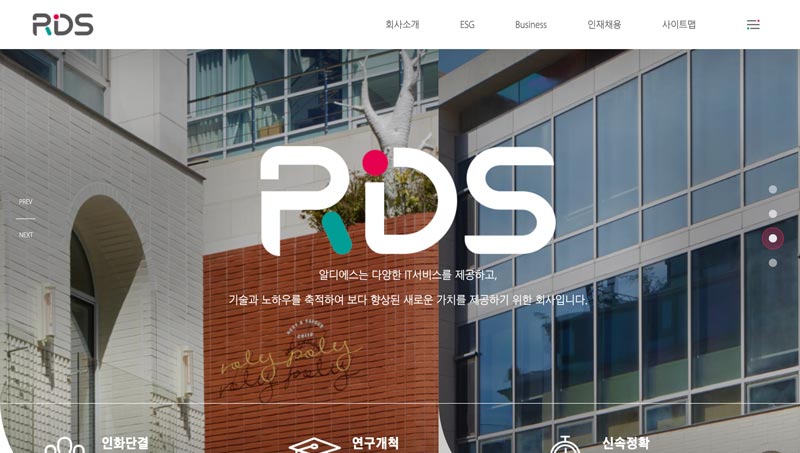 RDS
회사소개
ESG
Business
인재채용
사이트맵
PREV
NEXT
RDS
알디에스는 다양한 IT서비스를 제공하고,
기술과 노하우를 축적하여 보다 향상된 새로운 가치를 제공하기 위한 회사입니다.
roly poly
인화단결
연구개척
신속정확